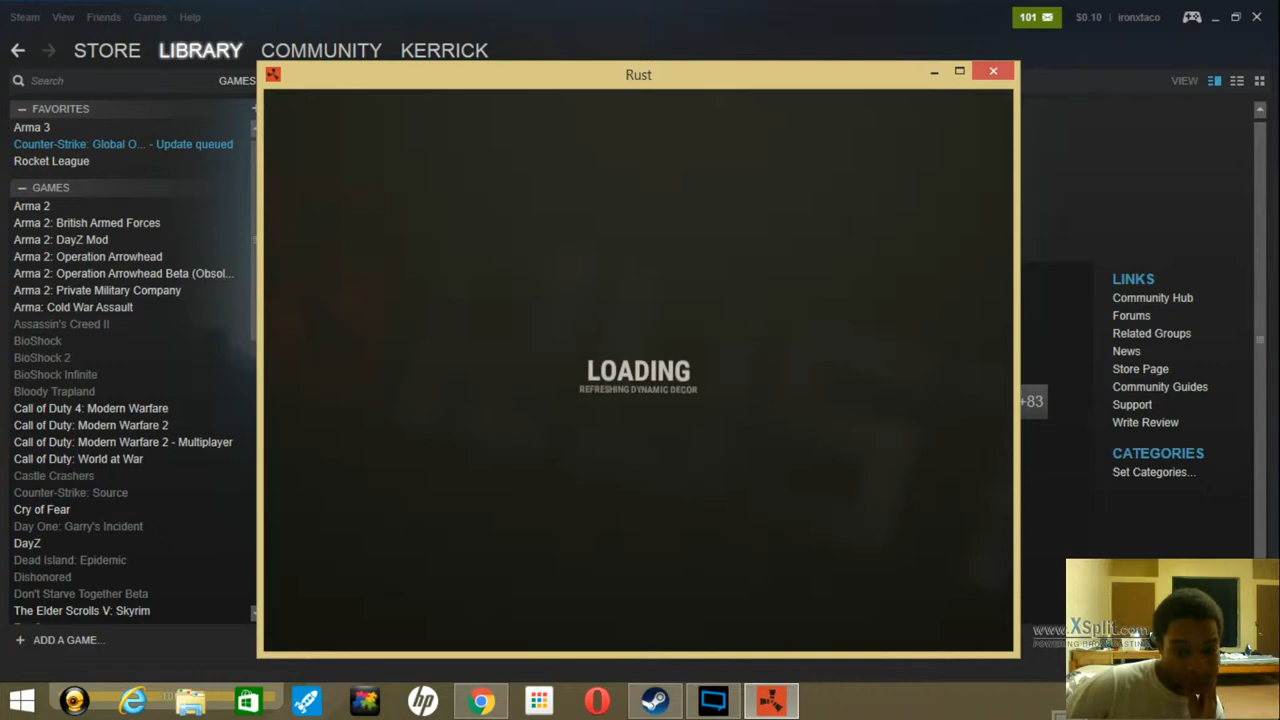 Steam View Friends Games Help
101 $0.10 ironxtaco
STORE LIBRARY COMMUNITY KERRICK
Search GAMES VIEW
Rust
FAVORITES
Arma 3
Counter-Strike: Global O... - Update queued
Rocket League
GAMES
Arma 2
Arma 2: British Armed Forces
Arma 2: DayZ Mod
Arma 2: Operation Arrowhead
Arma 2: Operation Arrowhead Beta (Obsol...
Arma 2: Private Military Company
Arma: Cold War Assault
Assassin's Creed II
BioShock
BioShock 2
BioShock Infinite
Bloody Trapland
Call of Duty 4: Modern Warfare
Call of Duty: Modern Warfare 2
Call of Duty: Modern Warfare 2 - Multiplayer
Call of Duty: World at War
Castle Crashers
Counter-Strike: Source
Cry of Fear
Day One: Garry's Incident
DayZ
Dead Island: Epidemic
Dishonored
Don't Starve Together Beta
The Elder Scrolls V: Skyrim
ADD A GAME...
LOADING
REFRESHING DYNAMIC DECOR
+83
LINKS
Community Hub
Forums
Related Groups
News
Store Page
Community Guides
Support
Write Review
CATEGORIES
Set Categories...
www.XSplit.com
POWERING BROADCASTING
hp